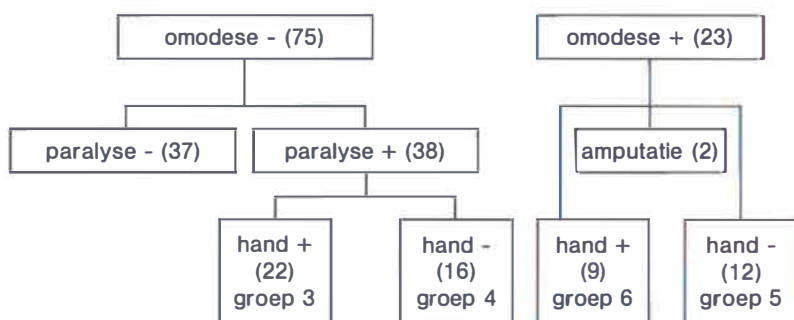 omodese - (75)
omodese + (23)
paralyse - (37)
paralyse + (38)
amputatie (2)
hand +
(22)
groep 3
hand -
(16)
groep 4
hand +
(9)
groep 6
hand -
(12)
groep 5